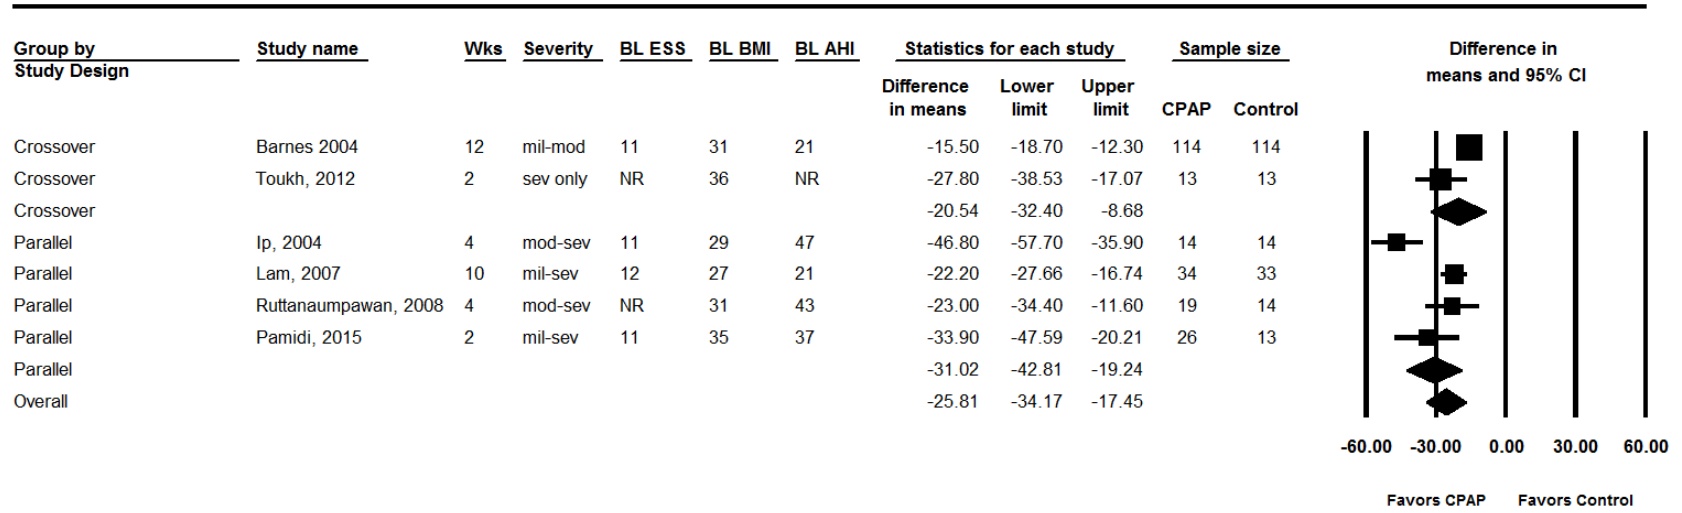 Group by Study name Wks Severity BL ESS BL BMI BL AHI Statistics for each study Sample size Difference in
Study Design means and 95% CI
Difference Lower Upper
in means limit limit CPAP Control
Crossover Barnes 2004 12 mil-mod 11 31 21 -15.50 -18.70 -12.30 114 114
Crossover Toukh, 2012 2 sev only NR 36 NR -27.80 -38.53 -17.07 13 13
Crossover -20.54 -32.40 -8.68
Parallel Ip, 2004 4 mod-sev 11 29 47 -46.80 -57.70 -35.90 14 14
Parallel Lam, 2007 10 mil-sev 12 27 21 -22.20 -27.66 -16.74 34 33
Parallel Ruttanaumpawan, 2008 4 mod-sev NR 31 43 -23.00 -34.40 -11.60 19 14
Parallel Pamidi, 2015 2 mil-sev 11 35 37 -33.90 -47.59 -20.21 26 13
Parallel -31.02 -42.81 -19.24
Overall -25.81 -34.17 -17.45
-60.00 -30.00 0.00 30.00 60.00
Favors CPAP Favors Control